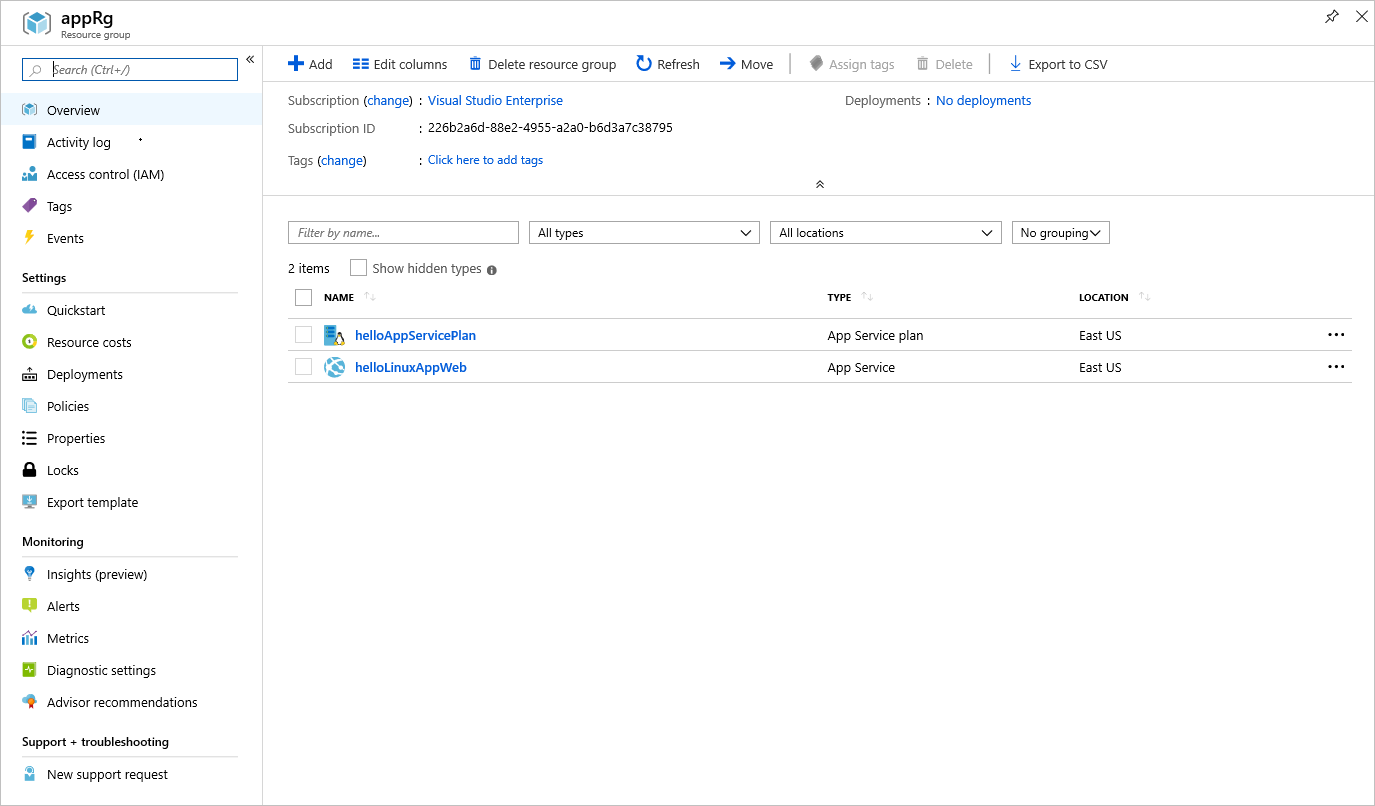 appRg
Resource group
Search (Ctrl+/)
Overview
Activity log
Access control (IAM)
Tags
Events
Settings
Quickstart
Resource costs
Deployments
Policies
Properties
Locks
Export template
Monitoring
Insights (preview)
Alerts
Metrics
Diagnostic settings
Advisor recommendations
Support + troubleshooting
New support request
Add Edit columns Delete resource group Refresh Move Assign tags Delete Export to CSV
Subscription (change) : Visual Studio Enterprise Deployments : No deployments
Subscription ID : 226b2a6d-88e2-4955-a2a0-b6d3a7c38795
Tags (change) : Click here to add tags
Filter by name... All types All locations No grouping
2 items Show hidden types
NAME TYPE LOCATION
helloAppServicePlan App Service plan East US
helloLinuxAppWeb App Service East US